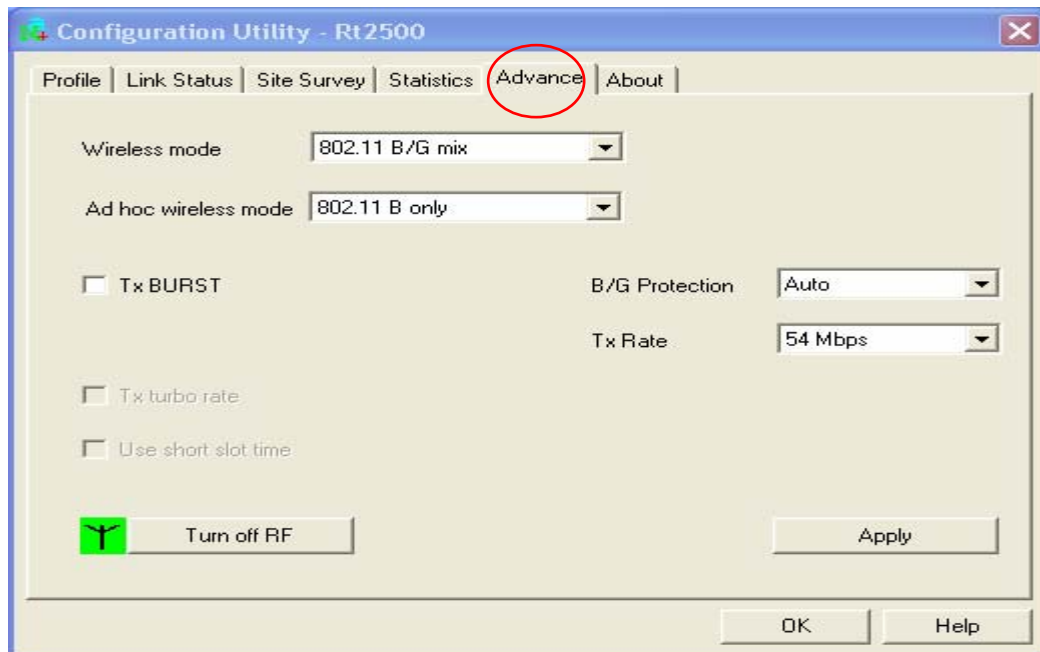 Configuration Utility - Rt2500
Profile Link Status Site Survey Statistics Advance About
Wireless mode 802.11 B/G mix
Ad hoc wireless mode 802.11 B only
Tx BURST B/G Protection Auto
Tx Rate 54 Mbps
Tx turbo rate
Use short slot time
Turn off RF Apply
OK Help